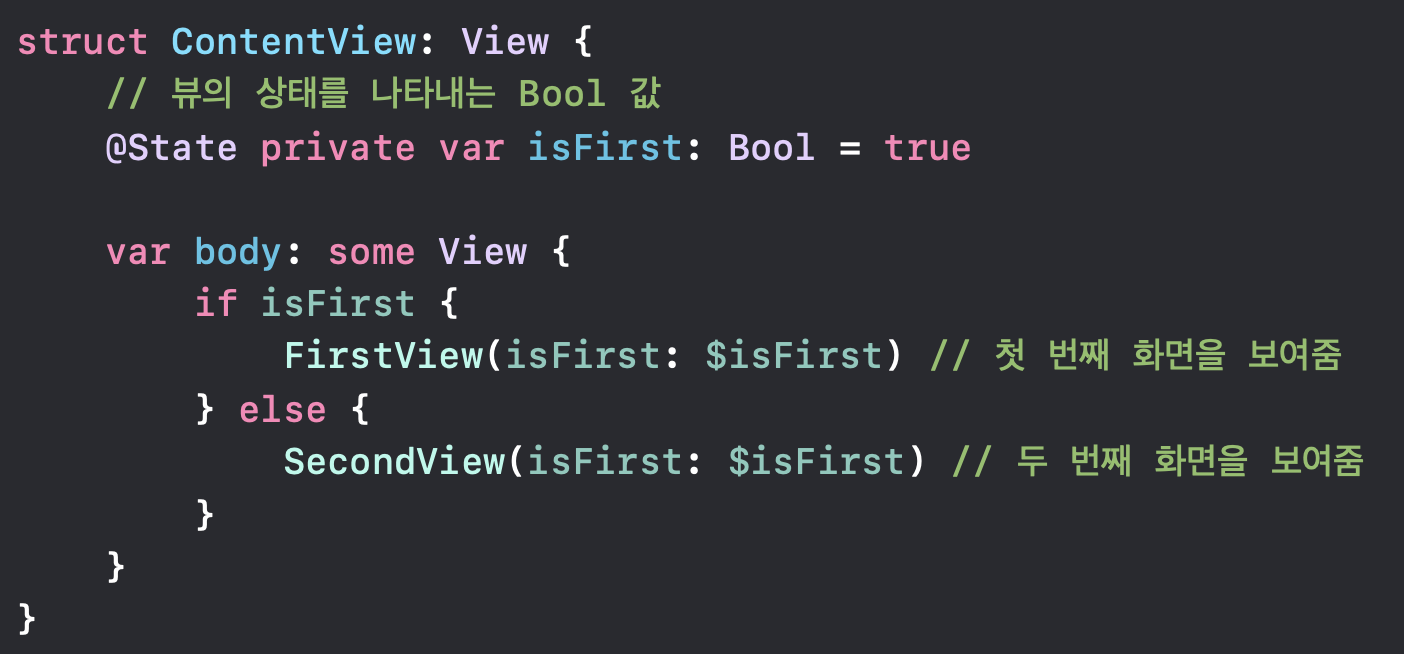 struct ContentView: View {
    // 뷰의 상태를 나타내는 Bool 값
    @State private var isFirst: Bool = true

    var body: some View {
        if isFirst {
            FirstView(isFirst: $isFirst) // 첫 번째 화면을 보여줌
        } else {
            SecondView(isFirst: $isFirst) // 두 번째 화면을 보여줌
        }
    }
}